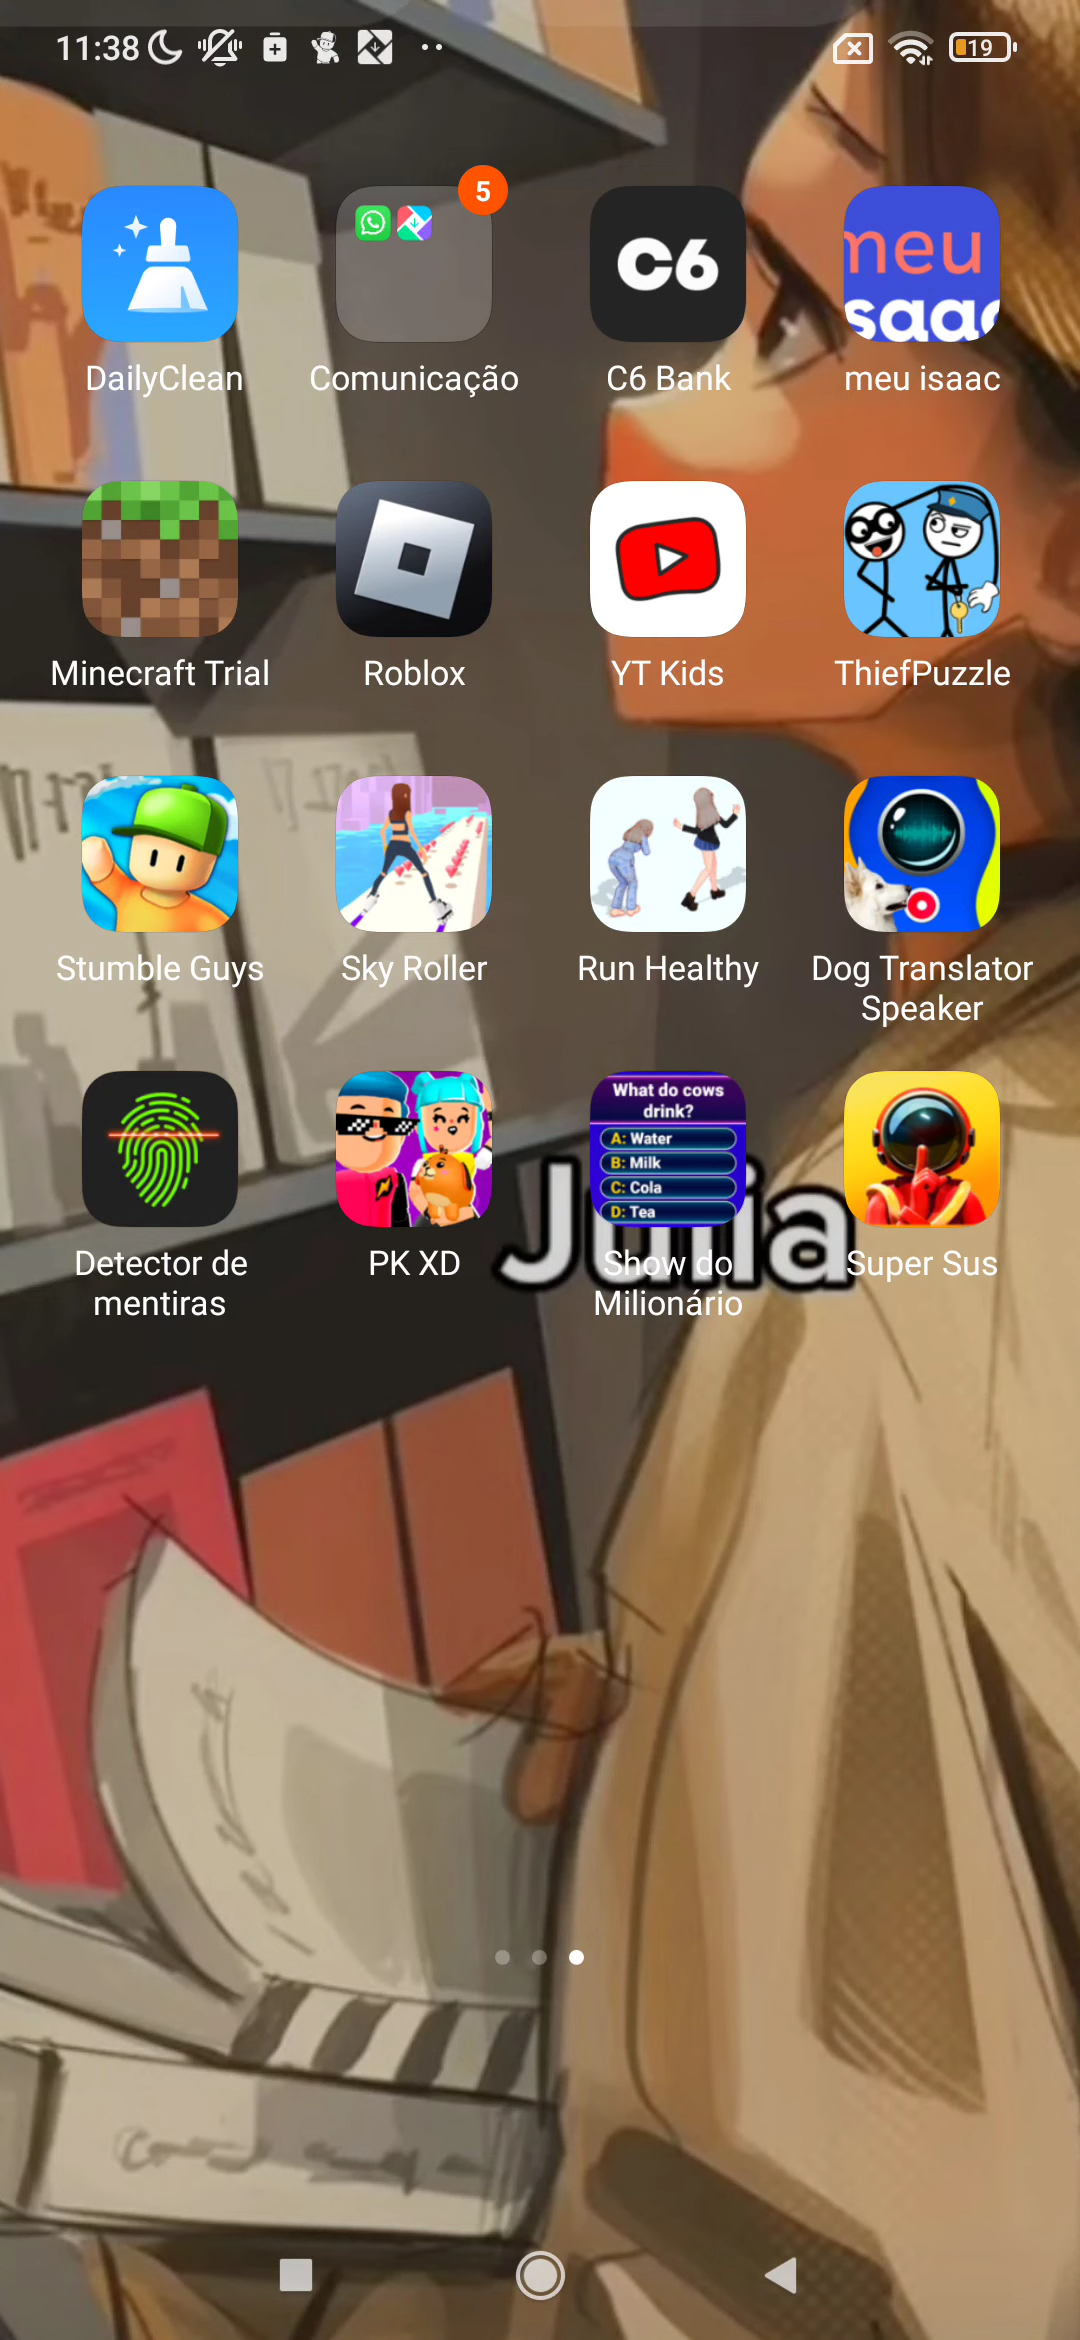 11:38
19
5
C6
meu
isaac
DailyClean
Comunicação
C6 Bank
meu isaac
Minecraft Trial
Roblox
YT Kids
ThiefPuzzle
Stumble Guys
Sky Roller
Run Healthy
Dog Translator
Speaker
What do cows
drink?
A: Water
B: Milk
C: Cola
D: Tea
Julia
Detector de
mentiras
PK XD
Show do
Milionário
Super Sus